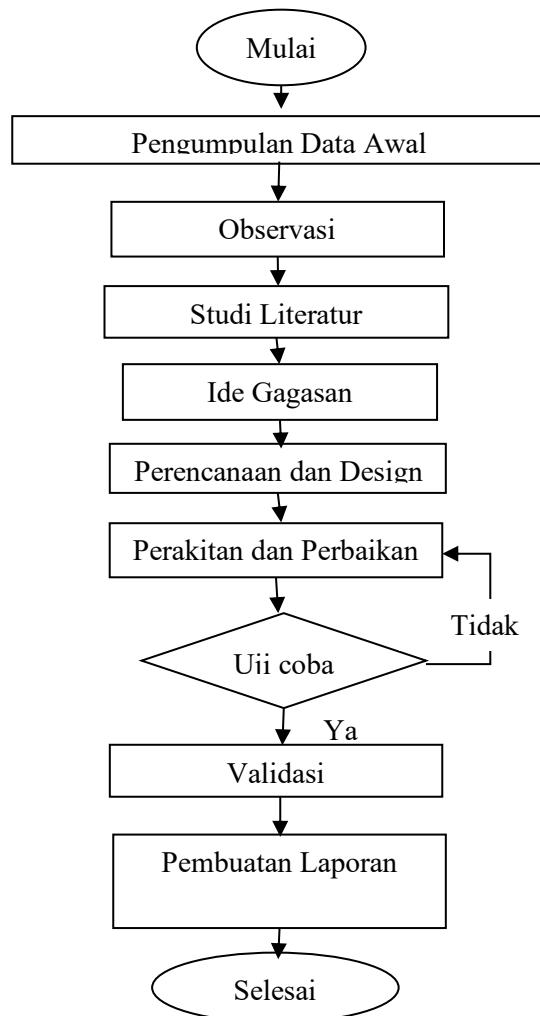 Mulai
Pengumpulan Data Awal
Observasi
Studi Literatur
Ide Gagasan
Perencanaan dan Design
Perakitan dan Perbaikan
Tidak
Uji coba
Ya
Validasi
Pembuatan Laporan
Selesai